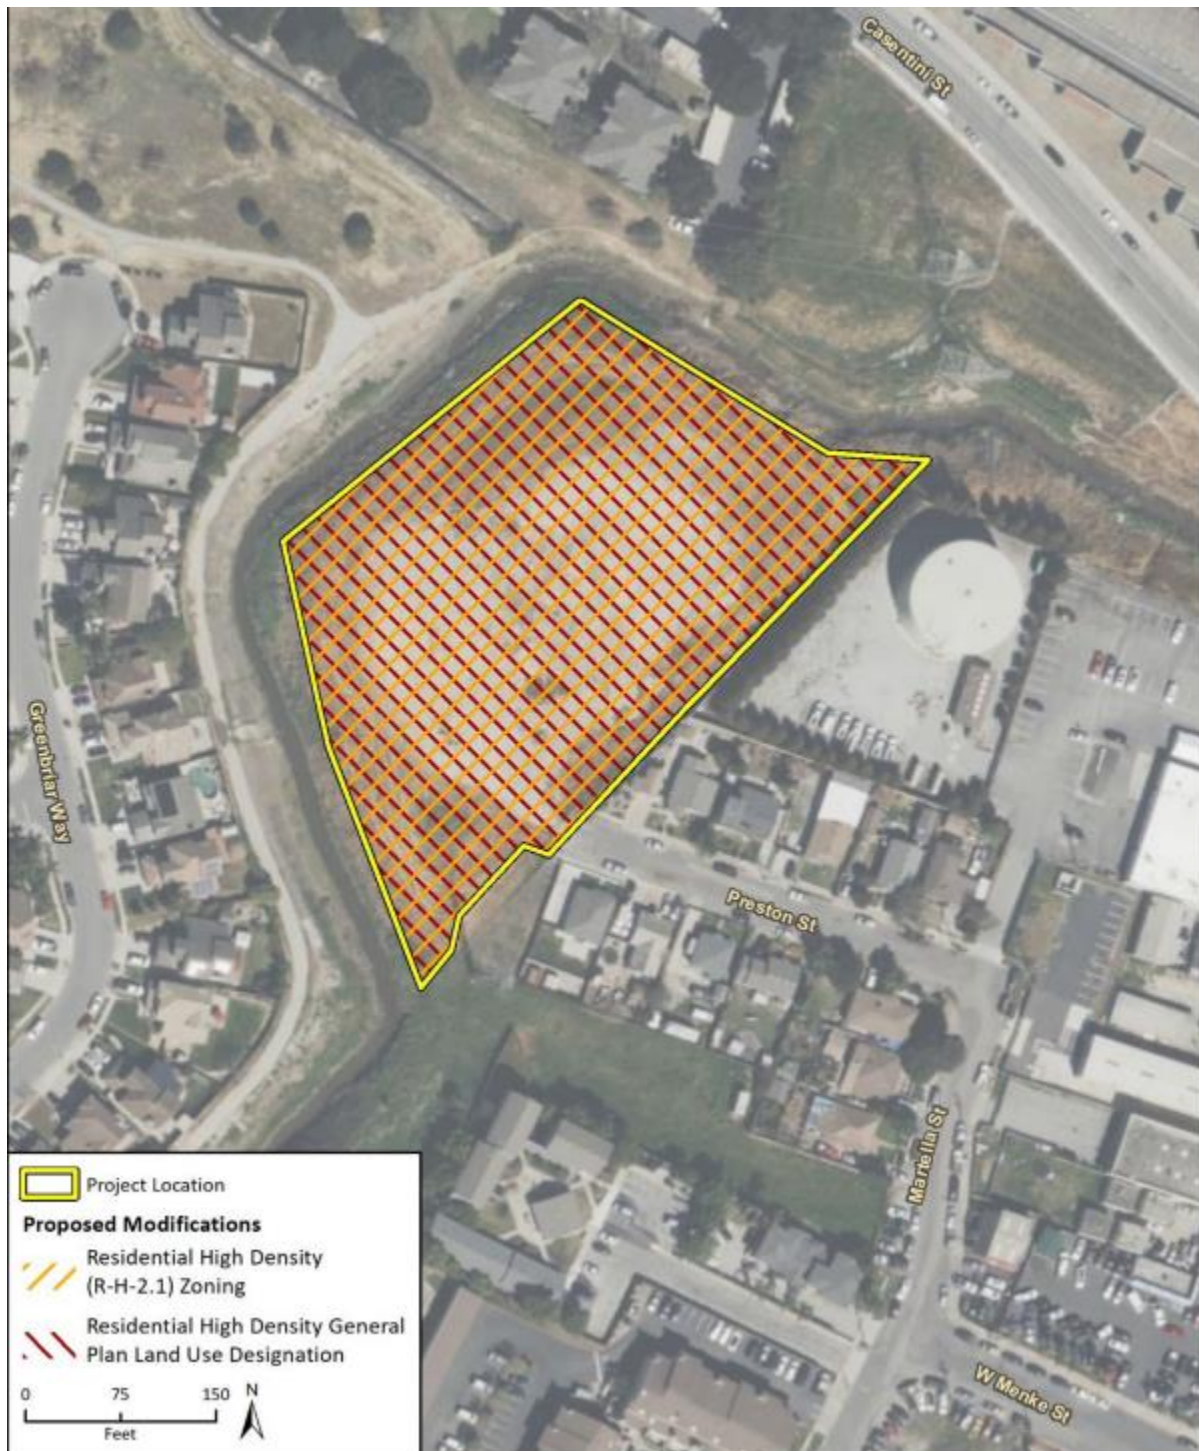 Casentini St
Greenbriar Way
Preston St
Martella St
W Menke St
Project Location
Proposed Modifications
Residential High Density
(R-H-2.1) Zoning
Residential High Density General
Plan Land Use Designation
0 75 150
Feet
N